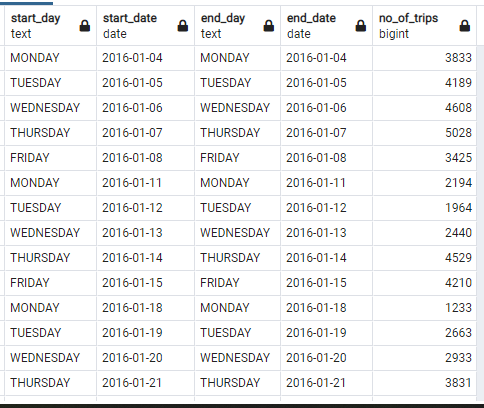 start_day start_date end_day end_date no_of_trips
text date text date bigint
MONDAY 2016-01-04 MONDAY 2016-01-04 3833
TUESDAY 2016-01-05 TUESDAY 2016-01-05 4189
WEDNESDAY 2016-01-06 WEDNESDAY 2016-01-06 4608
THURSDAY 2016-01-07 THURSDAY 2016-01-07 5028
FRIDAY 2016-01-08 FRIDAY 2016-01-08 3425
MONDAY 2016-01-11 MONDAY 2016-01-11 2194
TUESDAY 2016-01-12 TUESDAY 2016-01-12 1964
WEDNESDAY 2016-01-13 WEDNESDAY 2016-01-13 2440
THURSDAY 2016-01-14 THURSDAY 2016-01-14 4529
FRIDAY 2016-01-15 FRIDAY 2016-01-15 4210
MONDAY 2016-01-18 MONDAY 2016-01-18 1233
TUESDAY 2016-01-19 TUESDAY 2016-01-19 2663
WEDNESDAY 2016-01-20 WEDNESDAY 2016-01-20 2933
THURSDAY 2016-01-21 THURSDAY 2016-01-21 3831